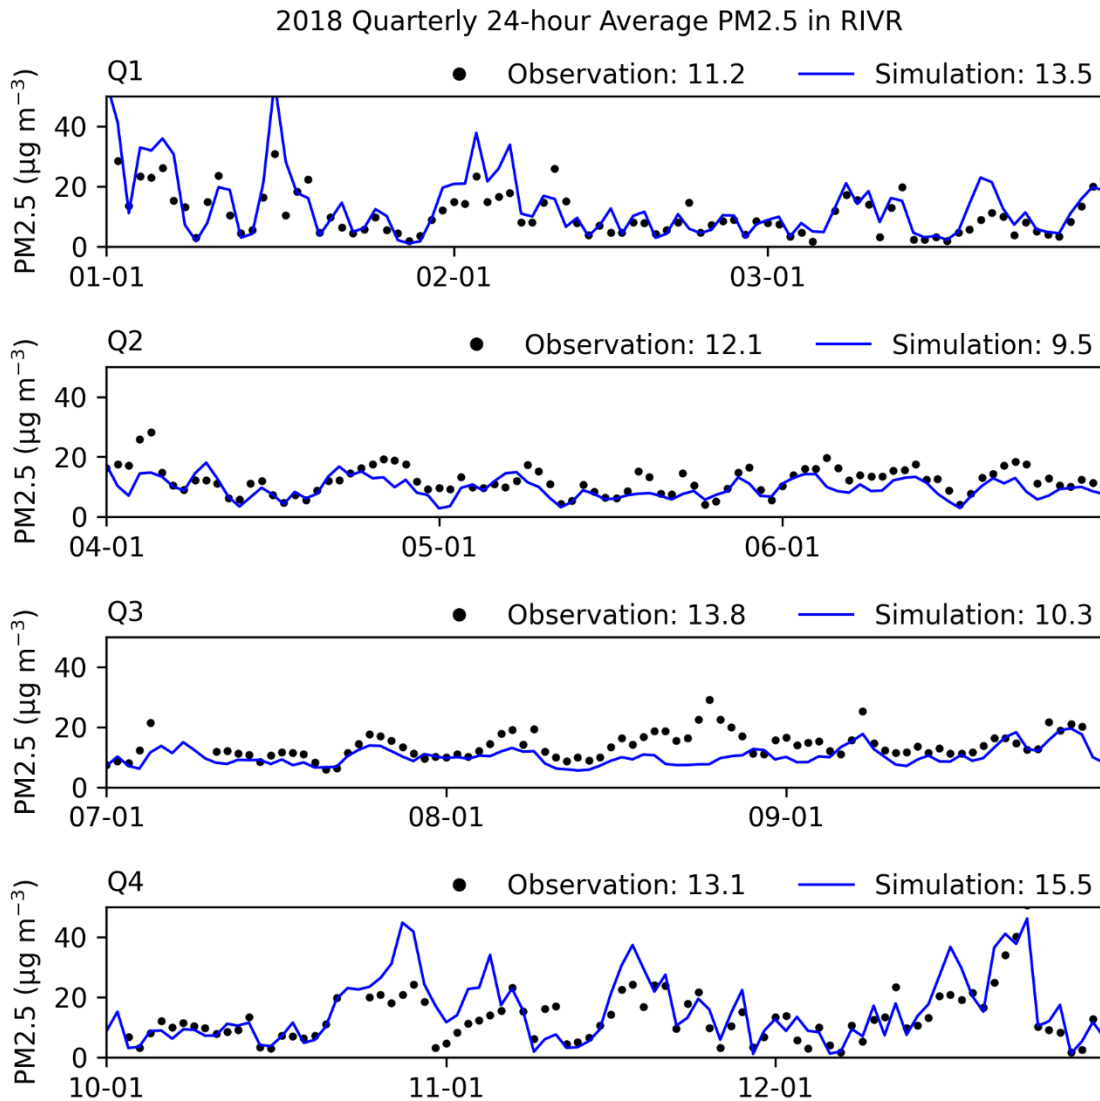 2018 Quarterly 24-hour Average PM2.5 in RIVR
Q1 Observation: 11.2 Simulation: 13.5
PM2.5 (µg m⁻³)
40
20
0
01-01 02-01 03-01
Q2 Observation: 12.1 Simulation: 9.5
PM2.5 (µg m⁻³)
40
20
0
04-01 05-01 06-01
Q3 Observation: 13.8 Simulation: 10.3
PM2.5 (µg m⁻³)
40
20
0
07-01 08-01 09-01
Q4 Observation: 13.1 Simulation: 15.5
PM2.5 (µg m⁻³)
40
20
0
10-01 11-01 12-01